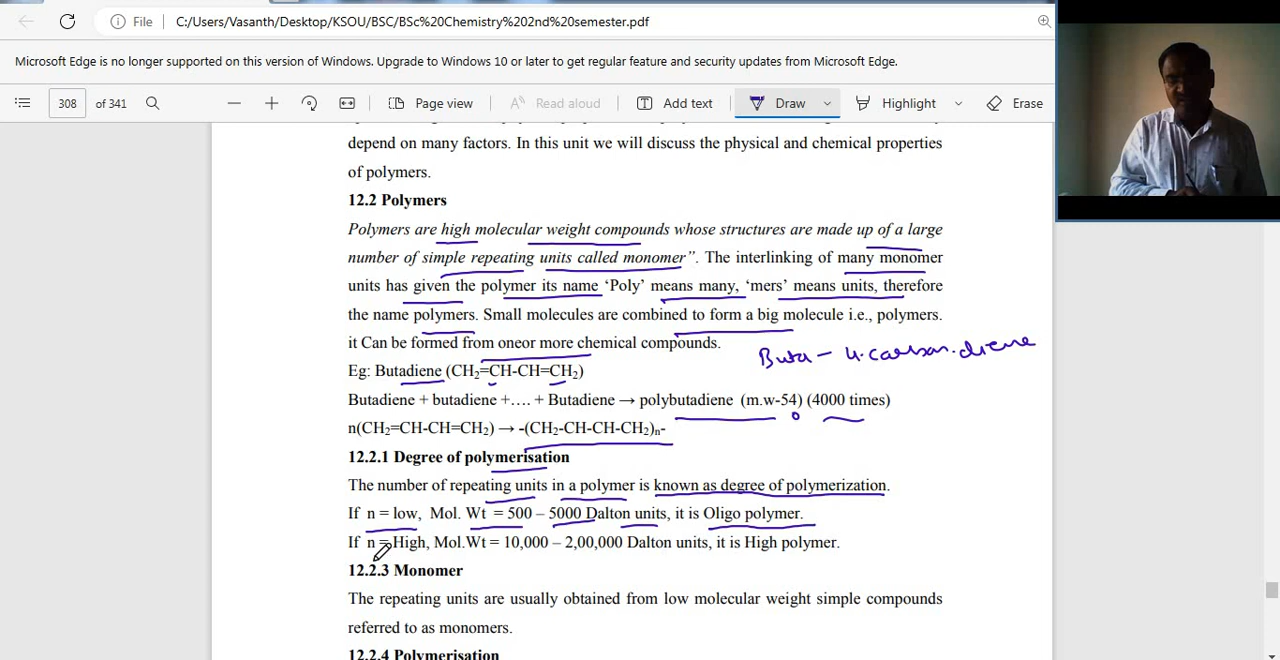 File C:/Users/Vasanth/Desktop/KSOU/BSC/BSc%20Chemistry%202nd%20semester.pdf
Microsoft Edge is no longer supported on this version of Windows. Upgrade to Windows 10 or later to get regular feature and security updates from Microsoft Edge.
308 of 341 Page view Read aloud Add text Draw Highlight Erase
depend on many factors. In this unit we will discuss the physical and chemical properties
of polymers.
12.2 Polymers
Polymers are high molecular weight compounds whose structures are made up of a large
number of simple repeating units called monomer”. The interlinking of many monomer
units has given the polymer its name ‘Poly’ means many, ‘mers’ means units, therefore
the name polymers. Small molecules are combined to form a big molecule i.e., polymers.
it Can be formed from oneor more chemical compounds.
Buta - 4.carbon.diene
Eg: Butadiene (CH₂=CH-CH=CH₂)
Butadiene + butadiene +…. + Butadiene → polybutadiene (m.w-54) (4000 times)
n(CH₂=CH-CH=CH₂) → -(CH₂-CH-CH-CH₂)ₙ-
12.2.1 Degree of polymerisation
The number of repeating units in a polymer is known as degree of polymerization.
If n = low, Mol. Wt = 500 – 5000 Dalton units, it is Oligo polymer.
If n = High, Mol.Wt = 10,000 – 2,00,000 Dalton units, it is High polymer.
12.2.3 Monomer
The repeating units are usually obtained from low molecular weight simple compounds
referred to as monomers.
12.2.4 Polymerisation